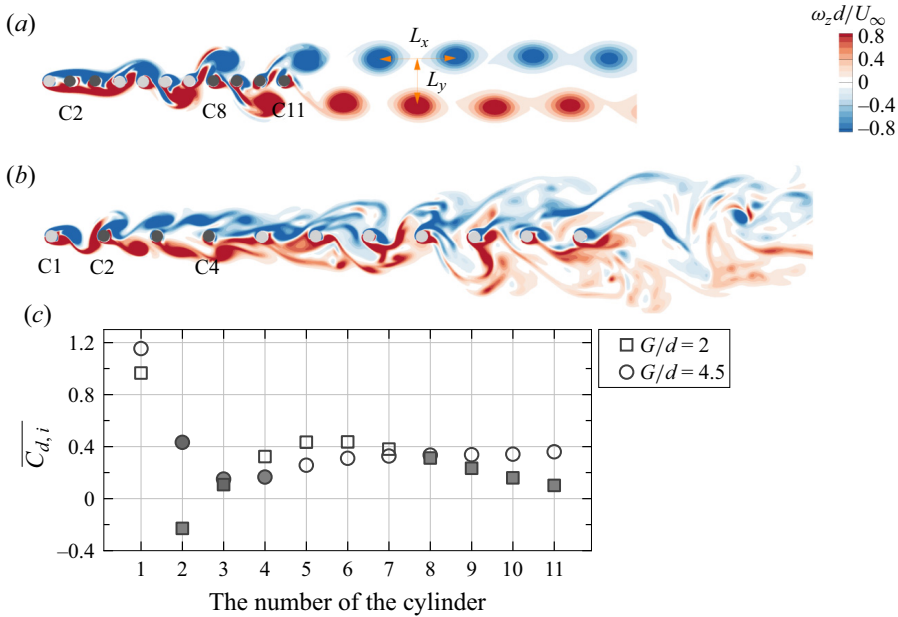 (a)
L_x
L_y
C2
C8
C11
ω_z d/U_∞
0.8
0.4
0
−0.4
−0.8
(b)
C1
C2
C4
(c)
1.2
0.8
0.4
0
−0.4
\overline{C_{d, i}}
1 2 3 4 5 6 7 8 9 10 11
The number of the cylinder
G/d = 2
G/d = 4.5